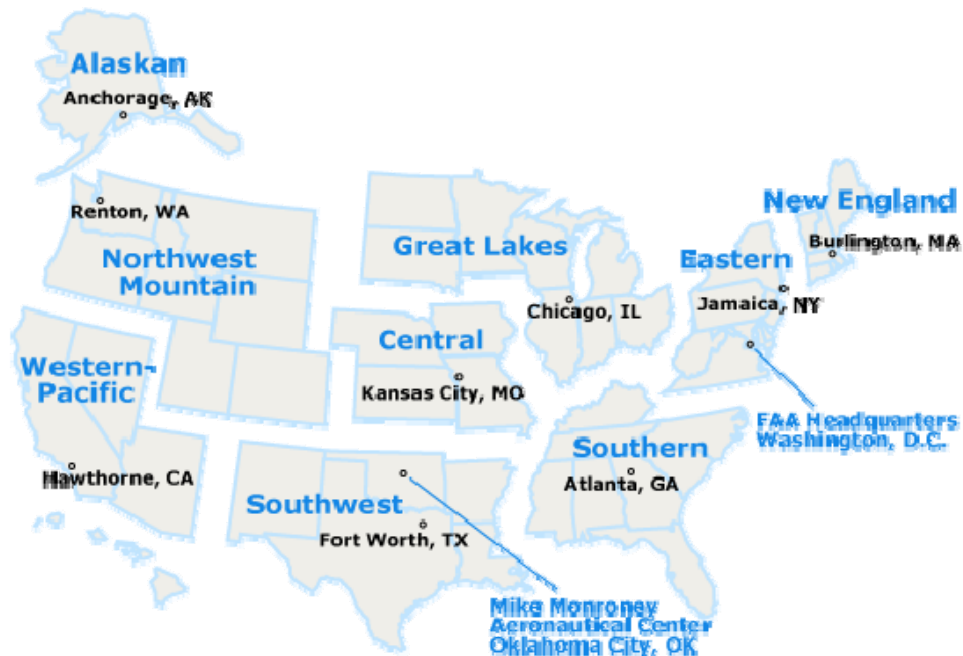 Alaskan
Anchorage, AK
Renton, WA
Northwest
Mountain
Great Lakes
New England
Burlington, MA
Eastern
Jamaica, NY
Chicago, IL
Central
Kansas City, MO
Western-
Pacific
Hawthorne, CA
FAA Headquarters
Washington, D.C.
Southern
Atlanta, GA
Southwest
Fort Worth, TX
Mike Monroney
Aeronautical Center
Oklahoma City, OK